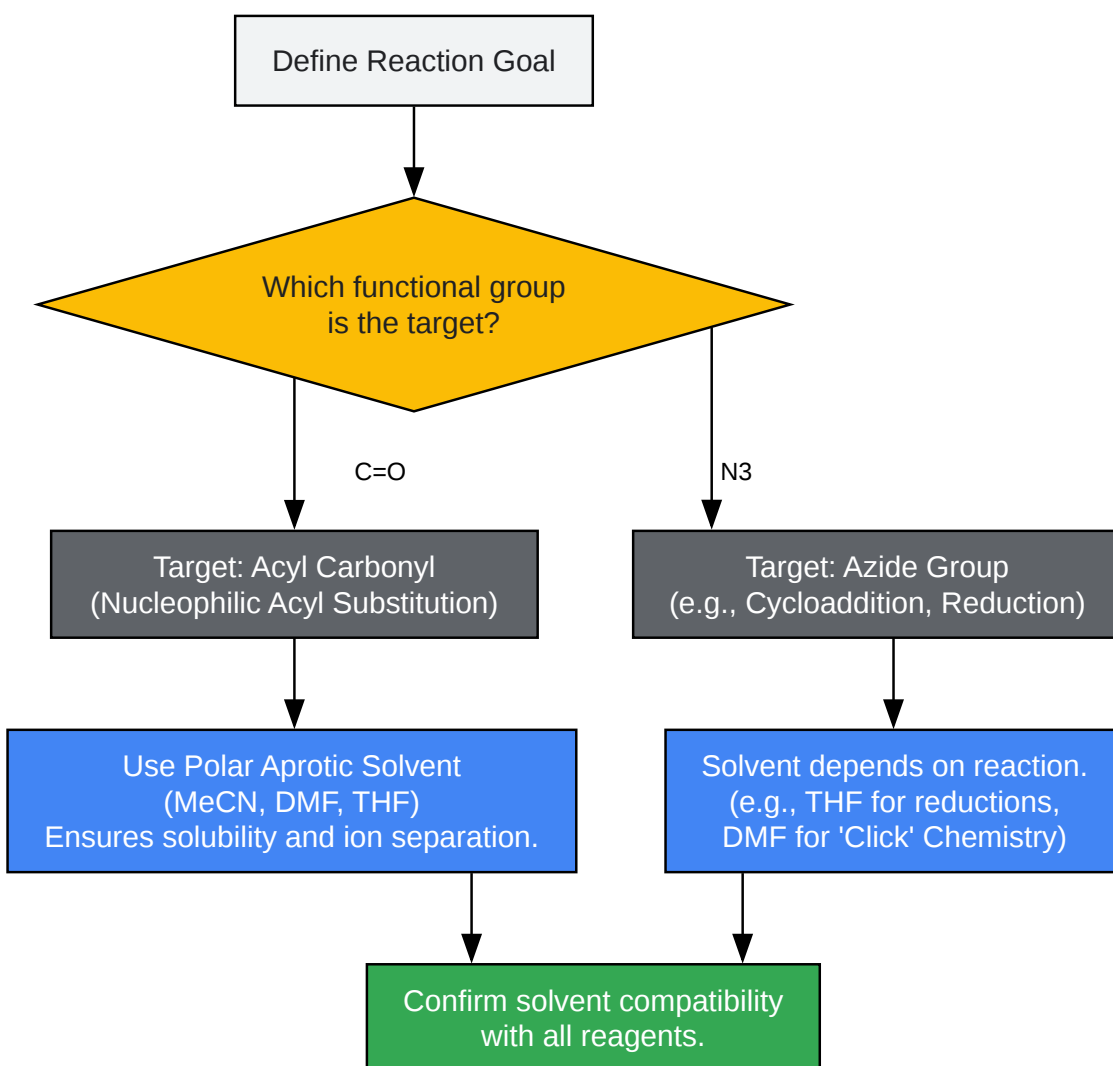 Define Reaction Goal
Which functional group
is the target?
C=O
N3
Target: Acyl Carbonyl
(Nucleophilic Acyl Substitution)
Target: Azide Group
(e.g., Cycloaddition, Reduction)
Use Polar Aprotic Solvent
(MeCN, DMF, THF)
Ensures solubility and ion separation.
Solvent depends on reaction.
(e.g., THF for reductions,
DMF for 'Click' Chemistry)
Confirm solvent compatibility
with all reagents.